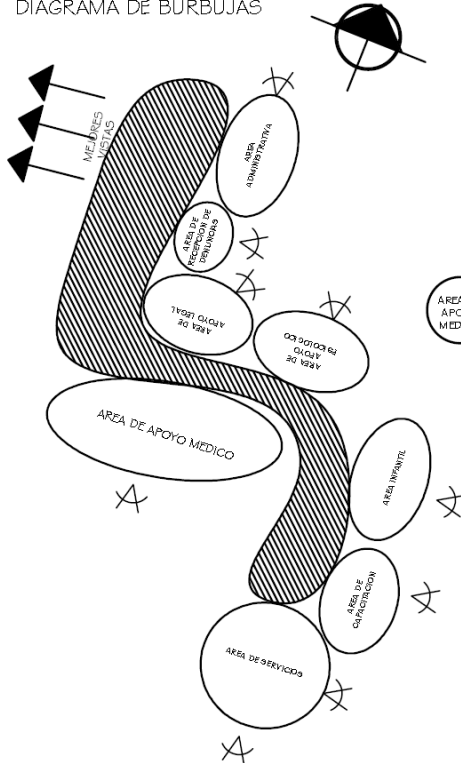 DIAGRAMA DE BURBUJAS
MEJORES
VISTAS
AREA
ADMINISTRATIVA
AREA DE
RECEPCION DE
DENUNCIAS
AREA DE
APOYO LEGAL
AREA DE
APOYO
PSICOLOGICO
AREA
APO
MED
AREA DE APOYO MEDICO
AREA INFANTIL
AREA DE
CAPACITACION
AREA DE SERVICIOS